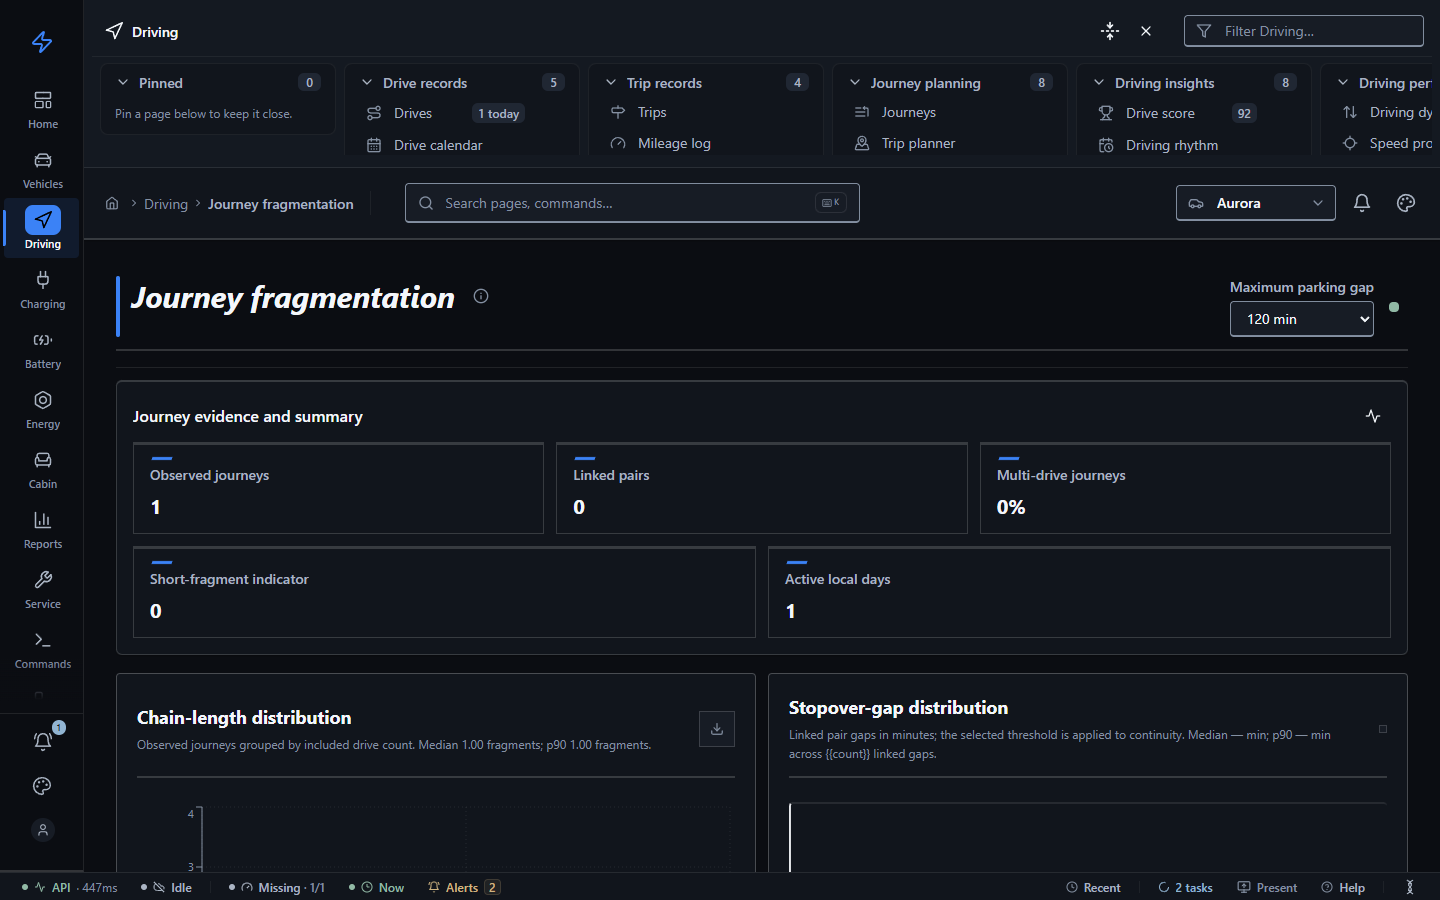 Driving
Filter Driving...
Pinned 0
Pin a page below to keep it close.
Drive records 5
Drives 1 today
Drive calendar
Trip records 4
Trips
Mileage log
Journey planning 8
Journeys
Trip planner
Driving insights 8
Drive score 92
Driving rhythm
Driving per
Driving dy
Speed pro
Home
Vehicles
Driving
Charging
Battery
Energy
Cabin
Reports
Service
Commands
1
Driving
Journey fragmentation
Search pages, commands...
K
Aurora
Journey fragmentation
Maximum parking gap
120 min
Journey evidence and summary
Observed journeys
1
Linked pairs
0
Multi-drive journeys
0%
Short-fragment indicator
0
Active local days
1
Chain-length distribution
Observed journeys grouped by included drive count. Median 1.00 fragments; p90 1.00 fragments.
4
3
Stopover-gap distribution
Linked pair gaps in minutes; the selected threshold is applied to continuity. Median — min; p90 — min
across {{count}} linked gaps.
API · 447ms
Idle
Missing · 1/1
Now
Alerts 2
Recent
2 tasks
Present
Help